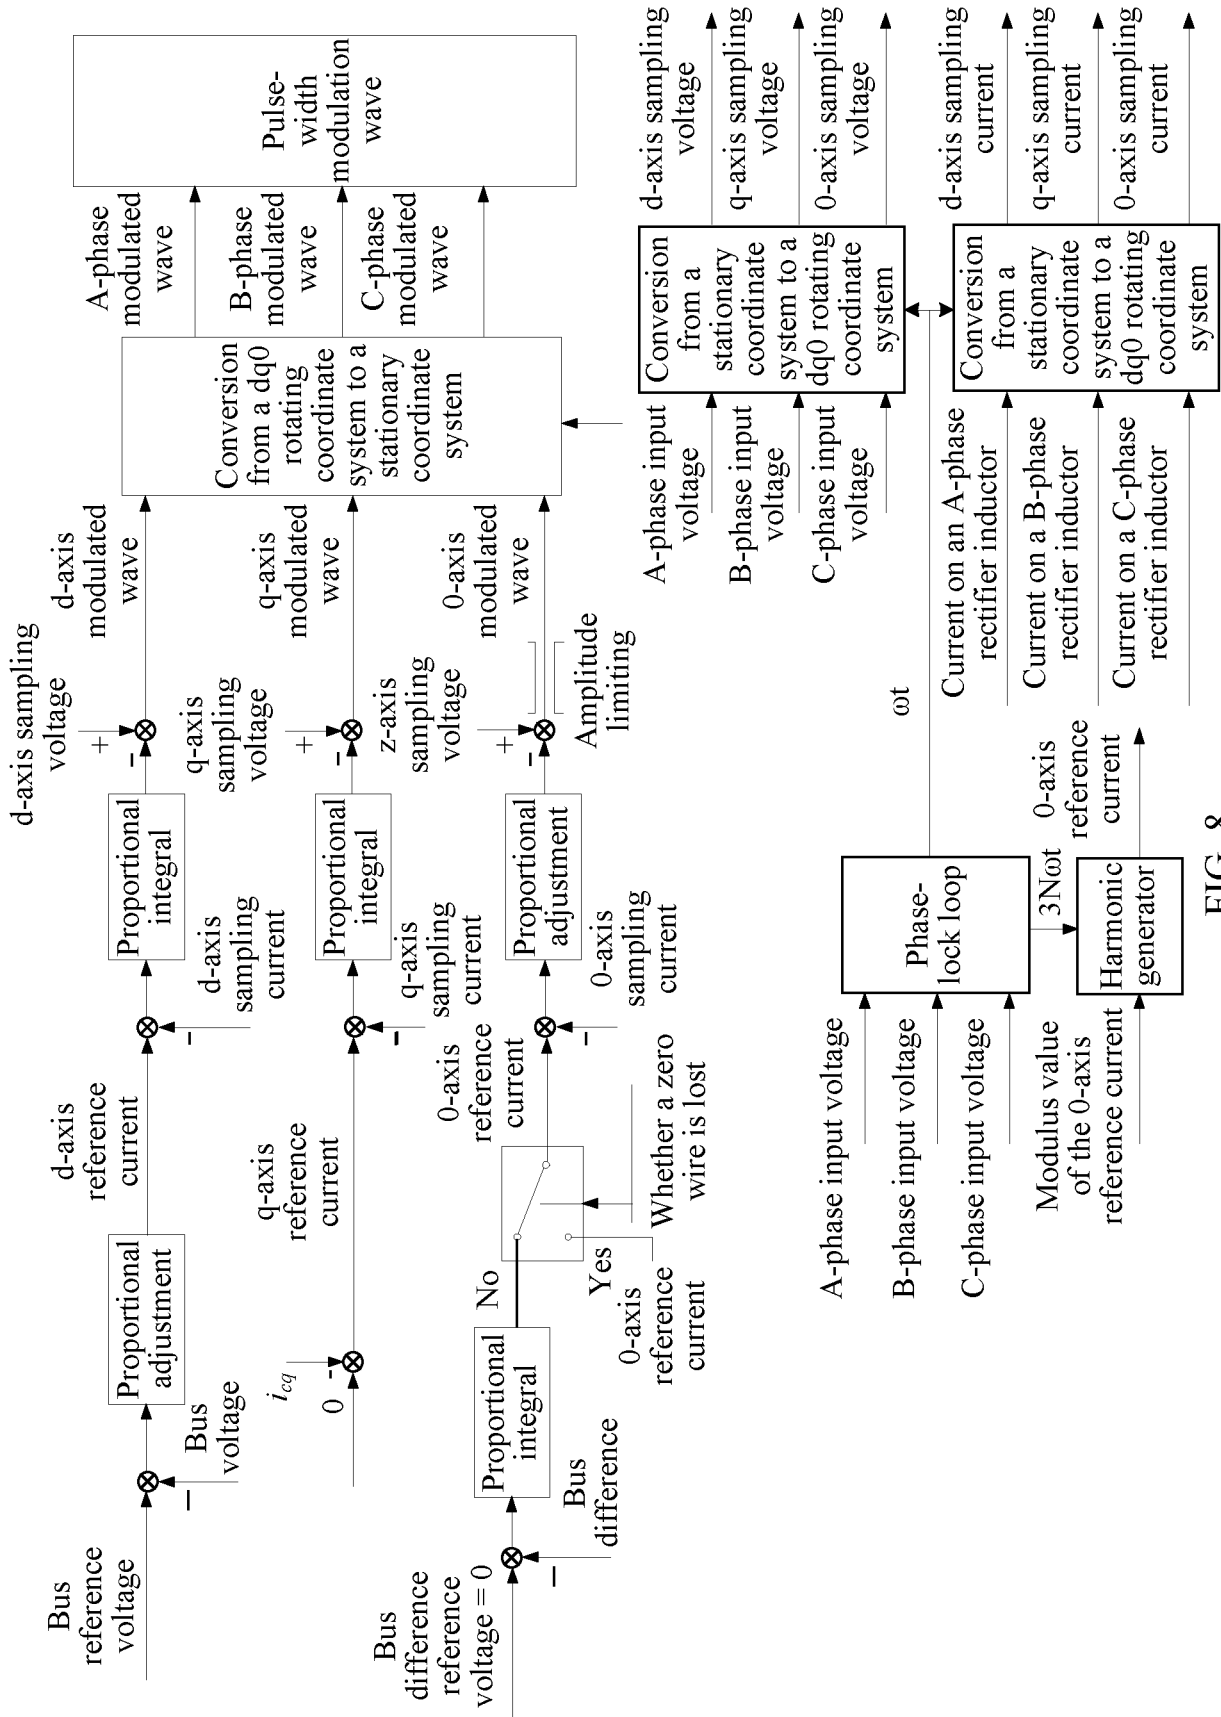 Bus
reference
voltage
Bus
voltage
Proportional
adjustment
d-axis
reference
current
d-axis
sampling
current
Proportional
integral
d-axis sampling
voltage
+
d-axis
modulated
wave
0
i_cq
q-axis
reference
current
q-axis
sampling
current
Proportional
integral
q-axis
sampling
voltage
+
q-axis
modulated
wave
Bus
difference
reference
voltage = 0
Bus
difference
Proportional
integral
No
Yes
0-axis
reference
current
Whether a zero
wire is lost
0-axis
reference
current
0-axis
sampling
current
Proportional
adjustment
z-axis
sampling
voltage
+
Amplitude
limiting
0-axis
modulated
wave
Conversion
from a dq0
rotating
coordinate
system to a
stationary
coordinate
system
A-phase
modulated
wave
B-phase
modulated
wave
C-phase
modulated
wave
Pulse-
width
modulation
wave
A-phase input voltage
B-phase input voltage
C-phase input voltage
Phase-
lock loop
3Nωt
Modulus value
of the 0-axis
reference current
Harmonic
generator
0-axis
reference
current
ωt
A-phase input
voltage
B-phase input
voltage
C-phase input
voltage
Conversion
from a
stationary
coordinate
system to a
dq0 rotating
coordinate
system
d-axis sampling
voltage
q-axis sampling
voltage
0-axis sampling
voltage
Current on an A-phase
rectifier inductor
Current on a B-phase
rectifier inductor
Current on a C-phase
rectifier inductor
Conversion
from a
stationary
coordinate
system to a
dq0 rotating
coordinate
system
d-axis sampling
current
q-axis sampling
current
0-axis sampling
current
FIG. 8